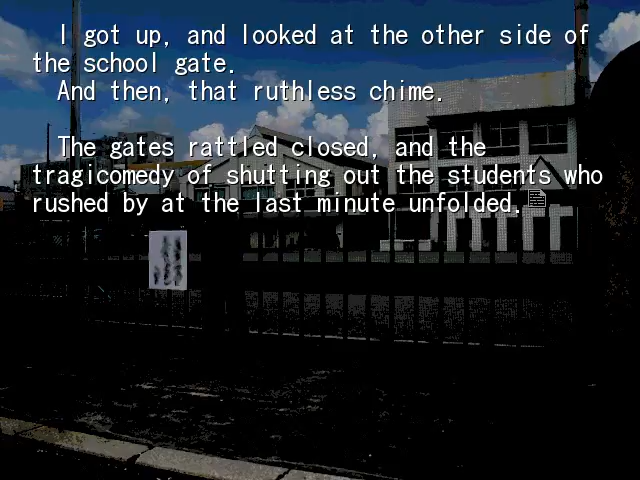 I got up, and looked at the other side of
the school gate.
And then, that ruthless chime.
The gates rattled closed, and the
tragicomedy of shutting out the students who
rushed by at the last minute unfolded.